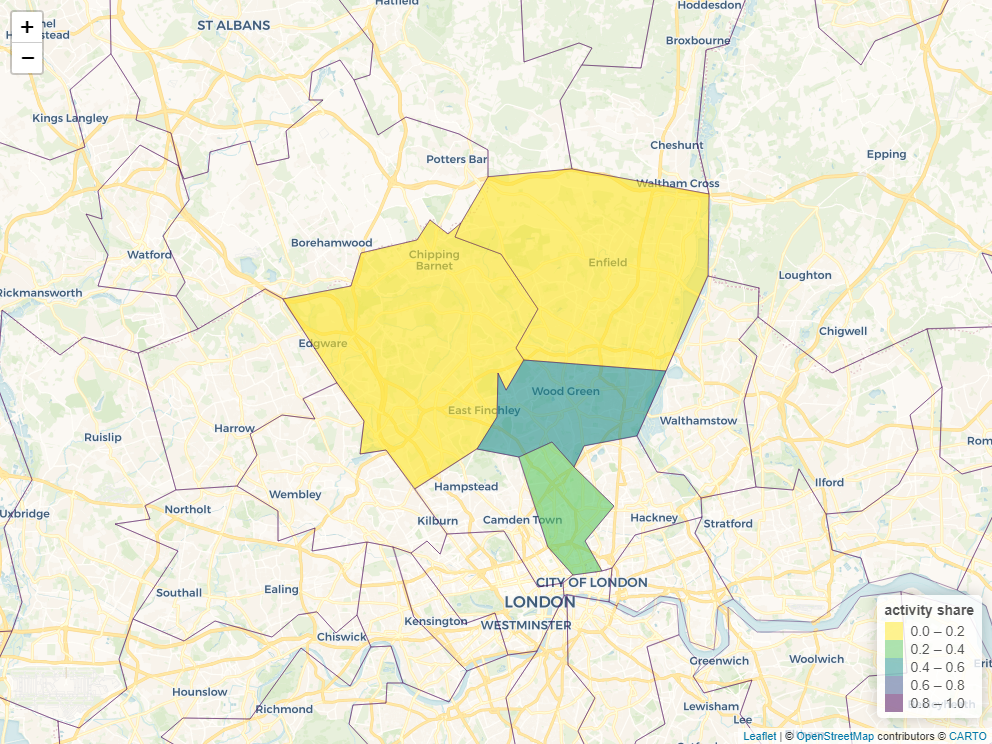 Hatfield
Hoddesdon
ST ALBANS
Broxbourne
+
−
Kings Langley
Cheshunt
Potters Bar
Epping
Waltham Cross
Borehamwood
Watford
Chipping
Barnet
Enfield
Loughton
Rickmansworth
Chigwell
Edgware
Wood Green
East Finchley
Walthamstow
Harrow
Ruislip
Wembley
Hampstead
Ilford
Uxbridge
Northolt
Kilburn
Camden Town
Hackney
Stratford
CITY OF LONDON
Southall
Ealing
LONDON
Kensington
WESTMINSTER
Chiswick
Greenwich
Woolwich
Hounslow
Richmond
Lewisham
Lee
activity share
0.0 – 0.2
0.2 – 0.4
0.4 – 0.6
0.6 – 0.8
0.8 – 1.0
Leaflet | © OpenStreetMap contributors © CARTO